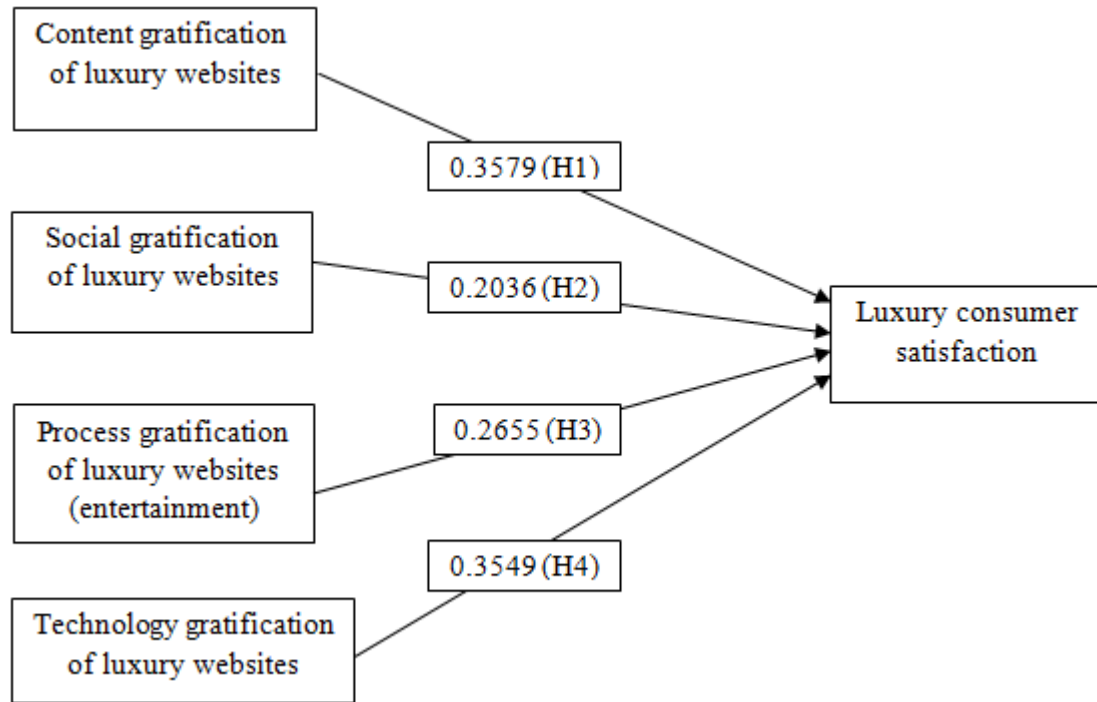 Content gratification
of luxury websites
0.3579 (H1)
Social gratification
of luxury websites
0.2036 (H2)
Luxury consumer
satisfaction
Process gratification
of luxury websites
(entertainment)
0.2655 (H3)
0.3549 (H4)
Technology gratification
of luxury websites